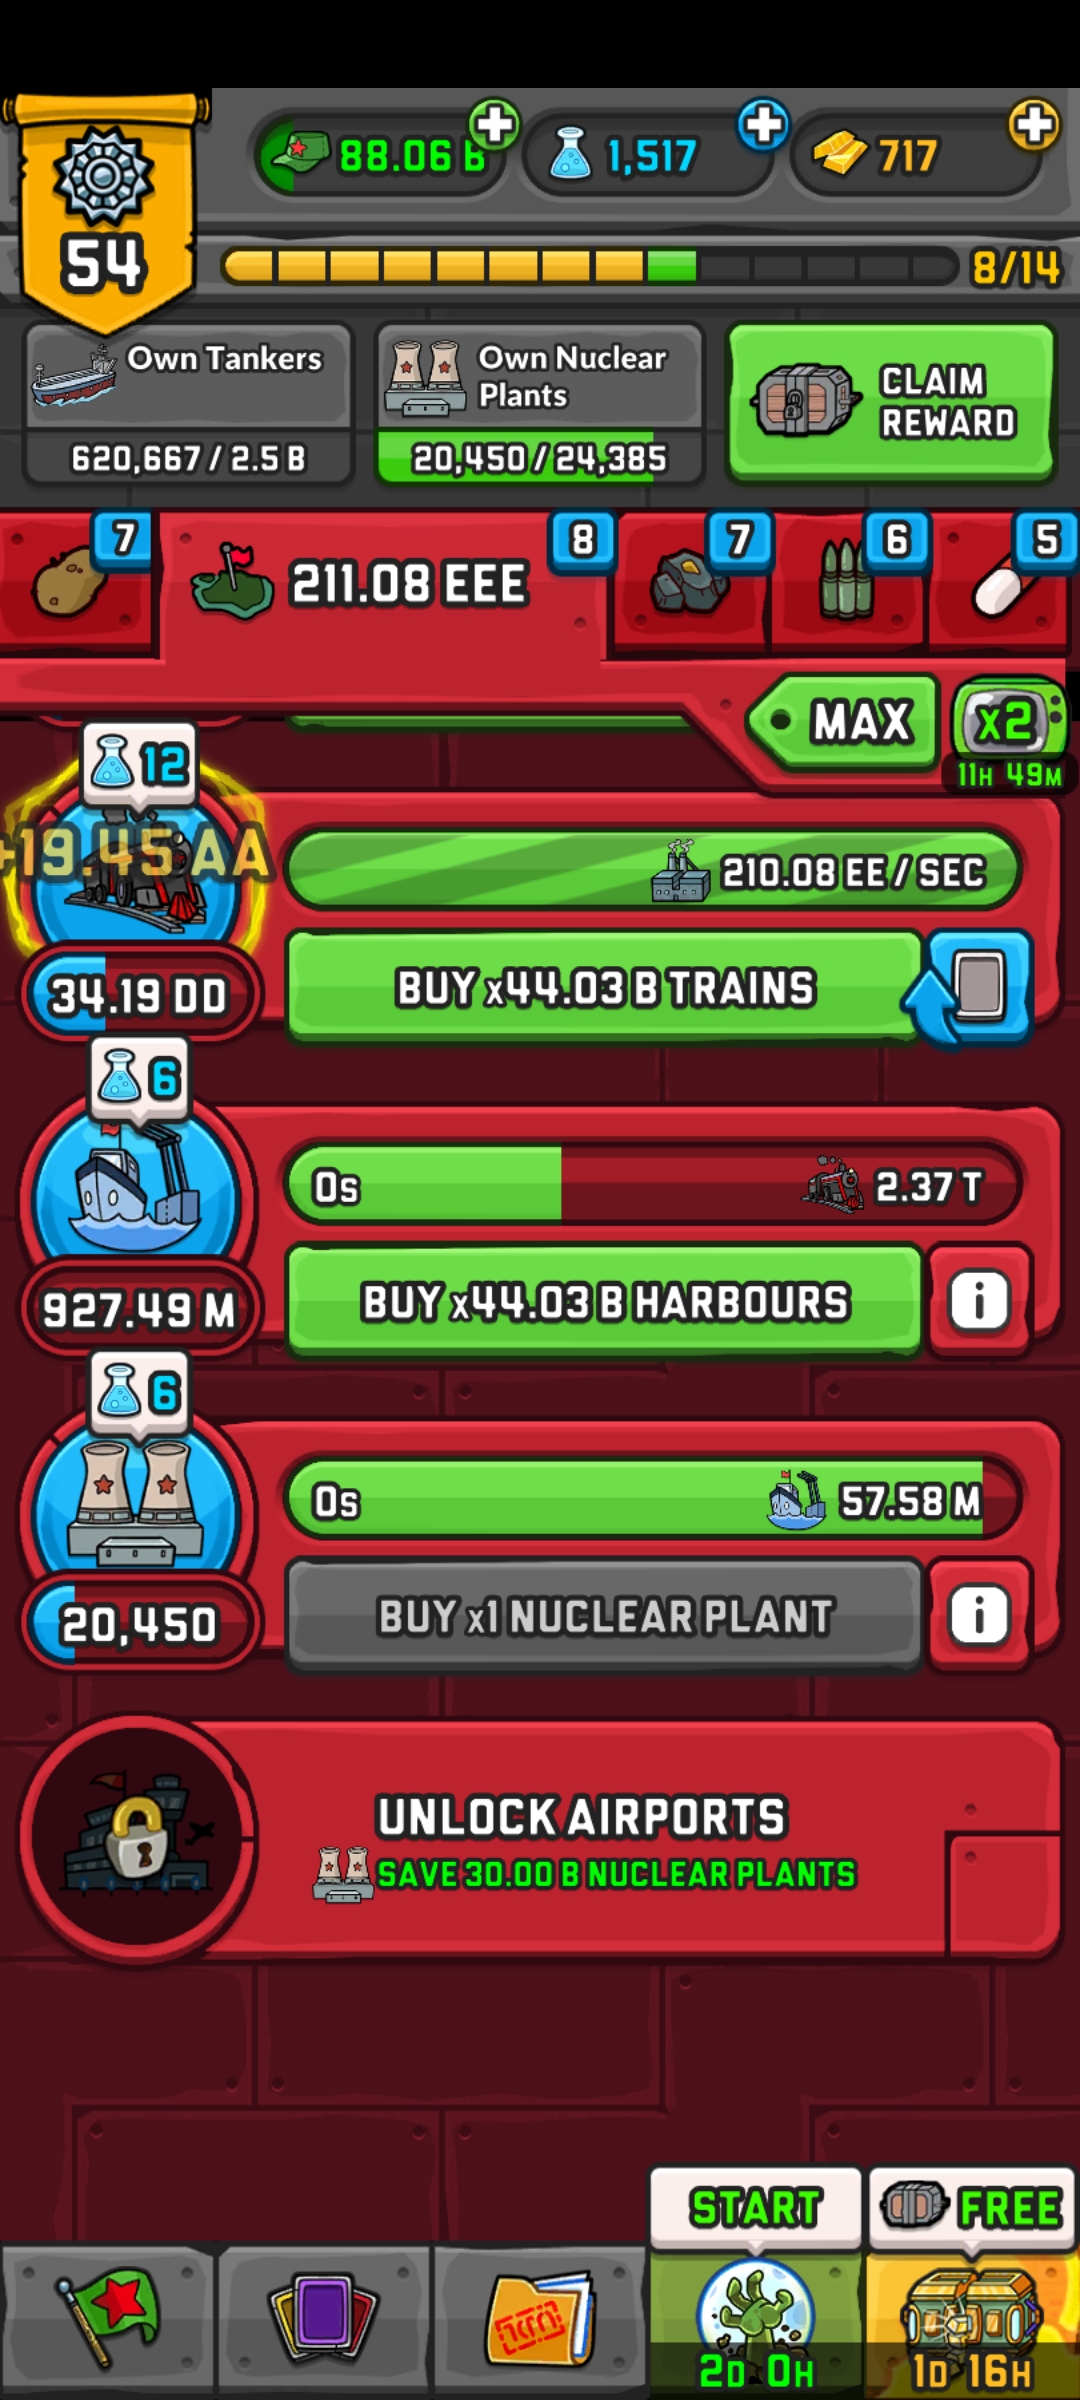 88.06 B
1,517
717
54
8/14
Own Tankers
620,667 / 2.5 B
Own Nuclear
Plants
20,450 / 24,385
CLAIM
REWARD
7
211.08 EEE
8
7
6
5
MAX
x2
11H 49M
12
+19.45 AA
210.08 EE / SEC
34.19 DD
BUY x44.03 B TRAINS
6
0s
2.37 T
927.49 M
BUY x44.03 B HARBOURS
i
6
0s
57.58 M
20,450
BUY x1 NUCLEAR PLANT
i
UNLOCK AIRPORTS
SAVE 30.00 B NUCLEAR PLANTS
START
FREE
2D 0H
1D 16H